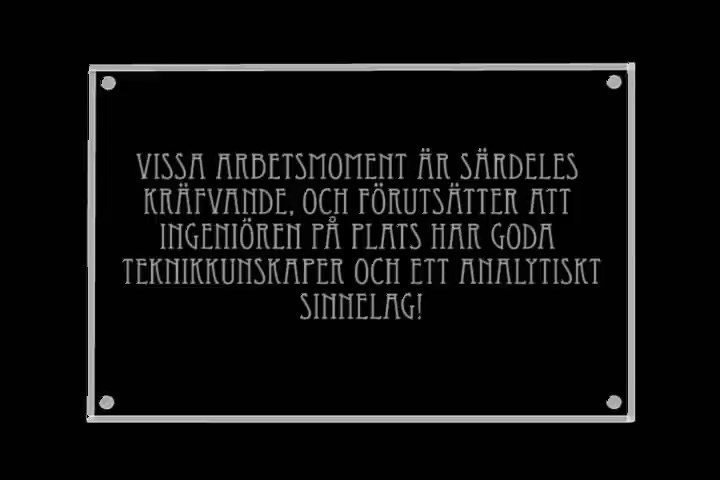 VISSA ARBETSMOMENT ÄR SÄRDELES
KRÄFVANDE, OCH FÖRUTSÄTTER ATT
INGENIÖREN PÅ PLATS HAR GODA
TEKNIKKUNSKAPER OCH ETT ANALYTISKT
SINNELAG!